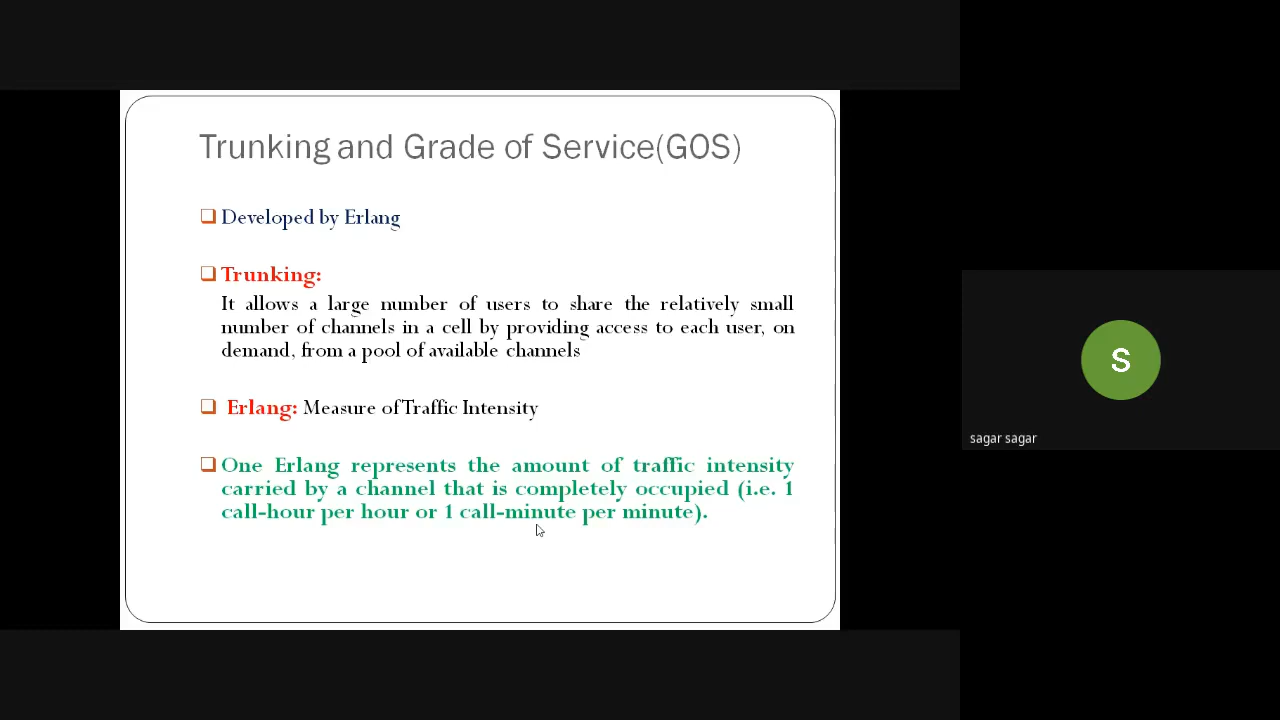 Trunking and Grade of Service(GOS)
Developed by Erlang
Trunking:
It allows a large number of users to share the relatively small
number of channels in a cell by providing access to each user, on
demand, from a pool of available channels
Erlang: Measure of Traffic Intensity
One Erlang represents the amount of traffic intensity
carried by a channel that is completely occupied (i.e. 1
call-hour per hour or 1 call-minute per minute).
S
sagar sagar